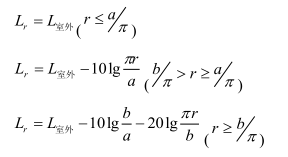 L_r = L_室外 ( r ≤ a/π )
L_r = L_室外 −10lg πr/a ( b/π > r ≥ a/π )
L_r = L_室外 −10lg b/a −20lg πr/b ( r ≥ b/π )